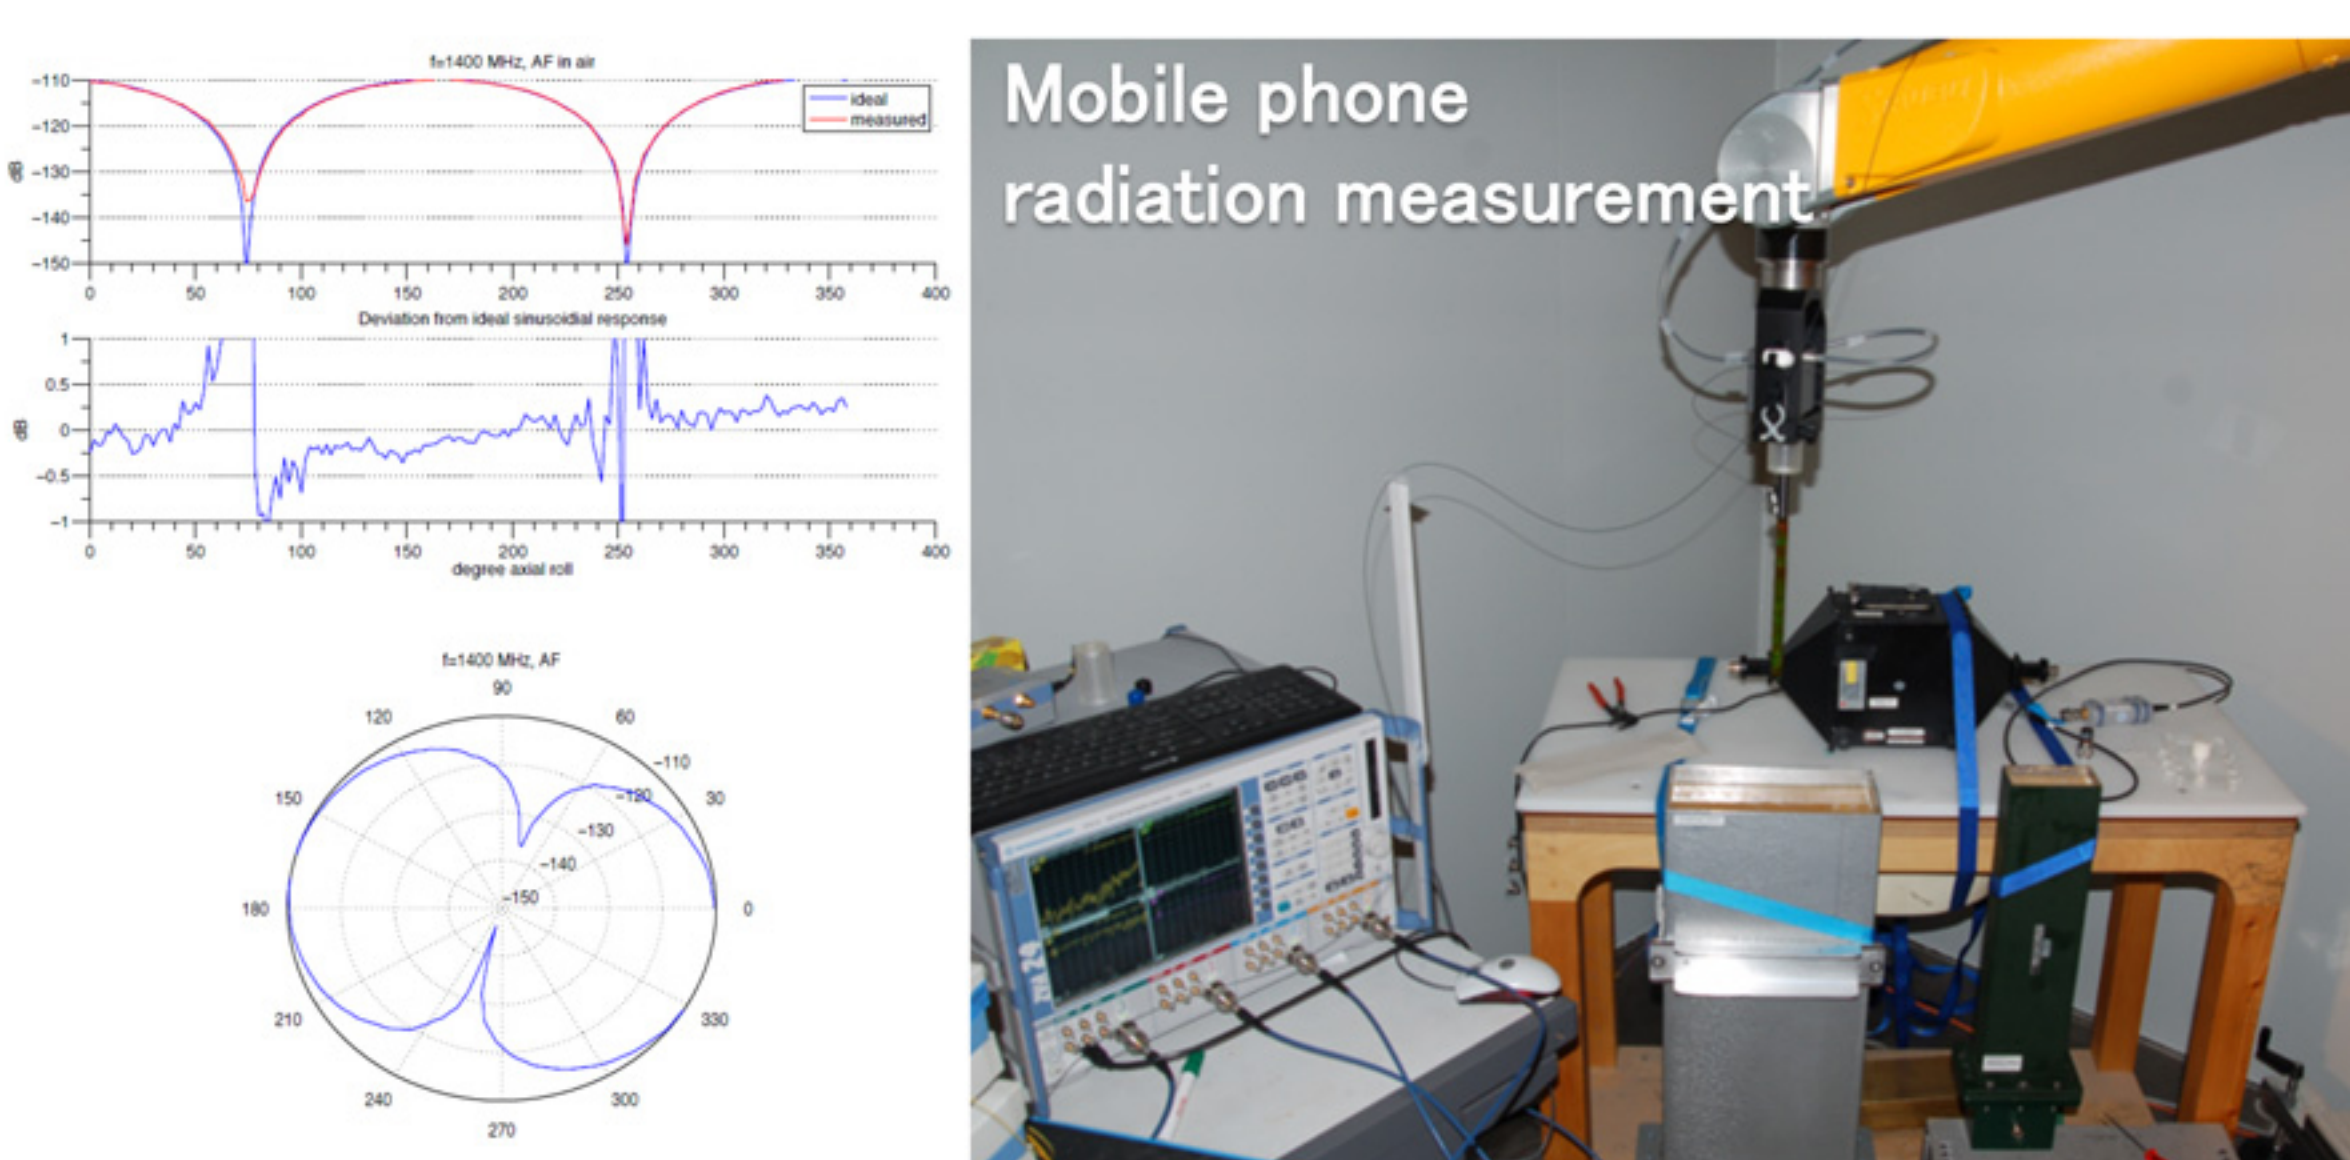 f=1400 MHz, AF in air
-110
-120
-130
-140
-150
dB
ideal
measured
0 50 100 150 200 250 300 350 400
Deviation from ideal sinusoidial response
1
0.5
0
-0.5
-1
dB
0 50 100 150 200 250 300 350 400
degree axial roll
f=1400 MHz, AF
90
120 60
-110
150 -120 30
-130
-140
-150
180 0
210 330
240 300
270
Mobile phone
radiation measurement